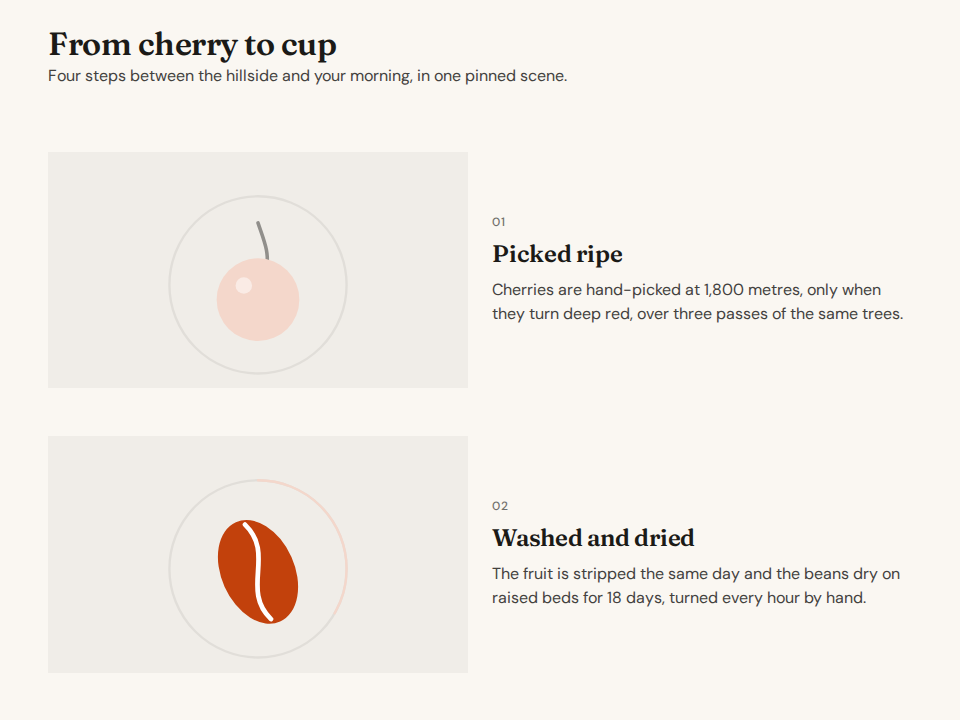 From cherry to cup
Four steps between the hillside and your morning, in one pinned scene.
01
Picked ripe
Cherries are hand-picked at 1,800 metres, only when
they turn deep red, over three passes of the same trees.
02
Washed and dried
The fruit is stripped the same day and the beans dry on
raised beds for 18 days, turned every hour by hand.